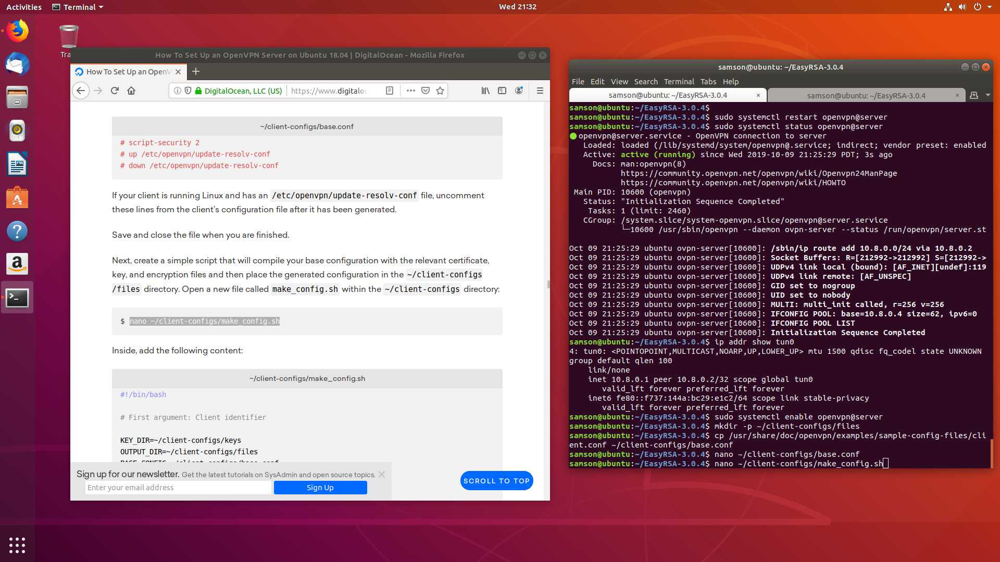 Activities
Terminal
Wed 21:32
Tra
How To Set Up an OpenVPN Server on Ubuntu 18.04 | DigitalOcean - Mozilla Firefox
How To Set Up an OpenV
DigitalOcean, LLC (US)
https://www.digitaloc
~/client-configs/base.conf
# script-security 2
# up /etc/openvpn/update-resolv-conf
# down /etc/openvpn/update-resolv-conf
If your client is running Linux and has an /etc/openvpn/update-resolv-conf file, uncomment
these lines from the client's configuration file after it has been generated.
Save and close the file when you are finished.
Next, create a simple script that will compile your base configuration with the relevant certificate,
key, and encryption files and then place the generated configuration in the ~/client-configs
/files directory. Open a new file called make_config.sh within the ~/client-configs directory:
$ nano ~/client-configs/make_config.sh
Inside, add the following content:
~/client-configs/make_config.sh
#!/bin/bash
# First argument: Client identifier
KEY_DIR=~/client-configs/keys
OUTPUT_DIR=~/client-configs/files
BASE_CONFIG=~/client-configs/base.conf
Sign up for our newsletter. Get the latest tutorials on SysAdmin and open source topics.
Enter your email address
Sign Up
SCROLL TO TOP
samson@ubuntu: ~/EasyRSA-3.0.4
File Edit View Search Terminal Tabs Help
samson@ubuntu: ~/EasyRSA-3.0.4
samson@ubuntu: ~/EasyRSA-3.0.4
samson@ubuntu:~/EasyRSA-3.0.4$
samson@ubuntu:~/EasyRSA-3.0.4$ sudo systemctl restart openvpn@server
samson@ubuntu:~/EasyRSA-3.0.4$ sudo systemctl status openvpn@server
● openvpn@server.service - OpenVPN connection to server
Loaded: loaded (/lib/systemd/system/openvpn@.service; indirect; vendor preset: enabled
Active: active (running) since Wed 2019-10-09 21:25:29 PDT; 3s ago
Docs: man:openvpn(8)
https://community.openvpn.net/openvpn/wiki/Openvpn24ManPage
https://community.openvpn.net/openvpn/wiki/HOWTO
Main PID: 10600 (openvpn)
Status: "Initialization Sequence Completed"
Tasks: 1 (limit: 2460)
CGroup: /system.slice/system-openvpn.slice/openvpn@server.service
└─10600 /usr/sbin/openvpn --daemon ovpn-server --status /run/openvpn/server.st
Oct 09 21:25:29 ubuntu ovpn-server[10600]: /sbin/ip route add 10.8.0.0/24 via 10.8.0.2
Oct 09 21:25:29 ubuntu ovpn-server[10600]: Socket Buffers: R=[212992->212992] S=[212992->
Oct 09 21:25:29 ubuntu ovpn-server[10600]: UDPv4 link local (bound): [AF_INET][undef]:119
Oct 09 21:25:29 ubuntu ovpn-server[10600]: UDPv4 link remote: [AF_UNSPEC]
Oct 09 21:25:29 ubuntu ovpn-server[10600]: GID set to nogroup
Oct 09 21:25:29 ubuntu ovpn-server[10600]: UID set to nobody
Oct 09 21:25:29 ubuntu ovpn-server[10600]: MULTI: multi_init called, r=256 v=256
Oct 09 21:25:29 ubuntu ovpn-server[10600]: IFCONFIG POOL: base=10.8.0.4 size=62, ipv6=0
Oct 09 21:25:29 ubuntu ovpn-server[10600]: IFCONFIG POOL LIST
Oct 09 21:25:29 ubuntu ovpn-server[10600]: Initialization Sequence Completed
samson@ubuntu:~/EasyRSA-3.0.4$ ip addr show tun0
4: tun0: <POINTOPOINT,MULTICAST,NOARP,UP,LOWER_UP> mtu 1500 qdisc fq_codel state UNKNOWN
group default qlen 100
link/none
inet 10.8.0.1 peer 10.8.0.2/32 scope global tun0
valid_lft forever preferred_lft forever
inet6 fe80::f737:144a:bc29:e1c2/64 scope link stable-privacy
valid_lft forever preferred_lft forever
samson@ubuntu:~/EasyRSA-3.0.4$ sudo systemctl enable openvpn@server
samson@ubuntu:~/EasyRSA-3.0.4$ mkdir -p ~/client-configs/files
samson@ubuntu:~/EasyRSA-3.0.4$ cp /usr/share/doc/openvpn/examples/sample-config-files/cli
ent.conf ~/client-configs/base.conf
samson@ubuntu:~/EasyRSA-3.0.4$ nano ~/client-configs/base.conf
samson@ubuntu:~/EasyRSA-3.0.4$ nano ~/client-configs/make_config.sh